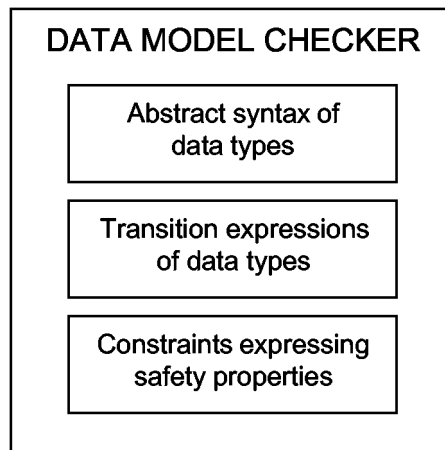 DATA MODEL CHECKER
Abstract syntax of
data types
Transition expressions
of data types
Constraints expressing
safety properties